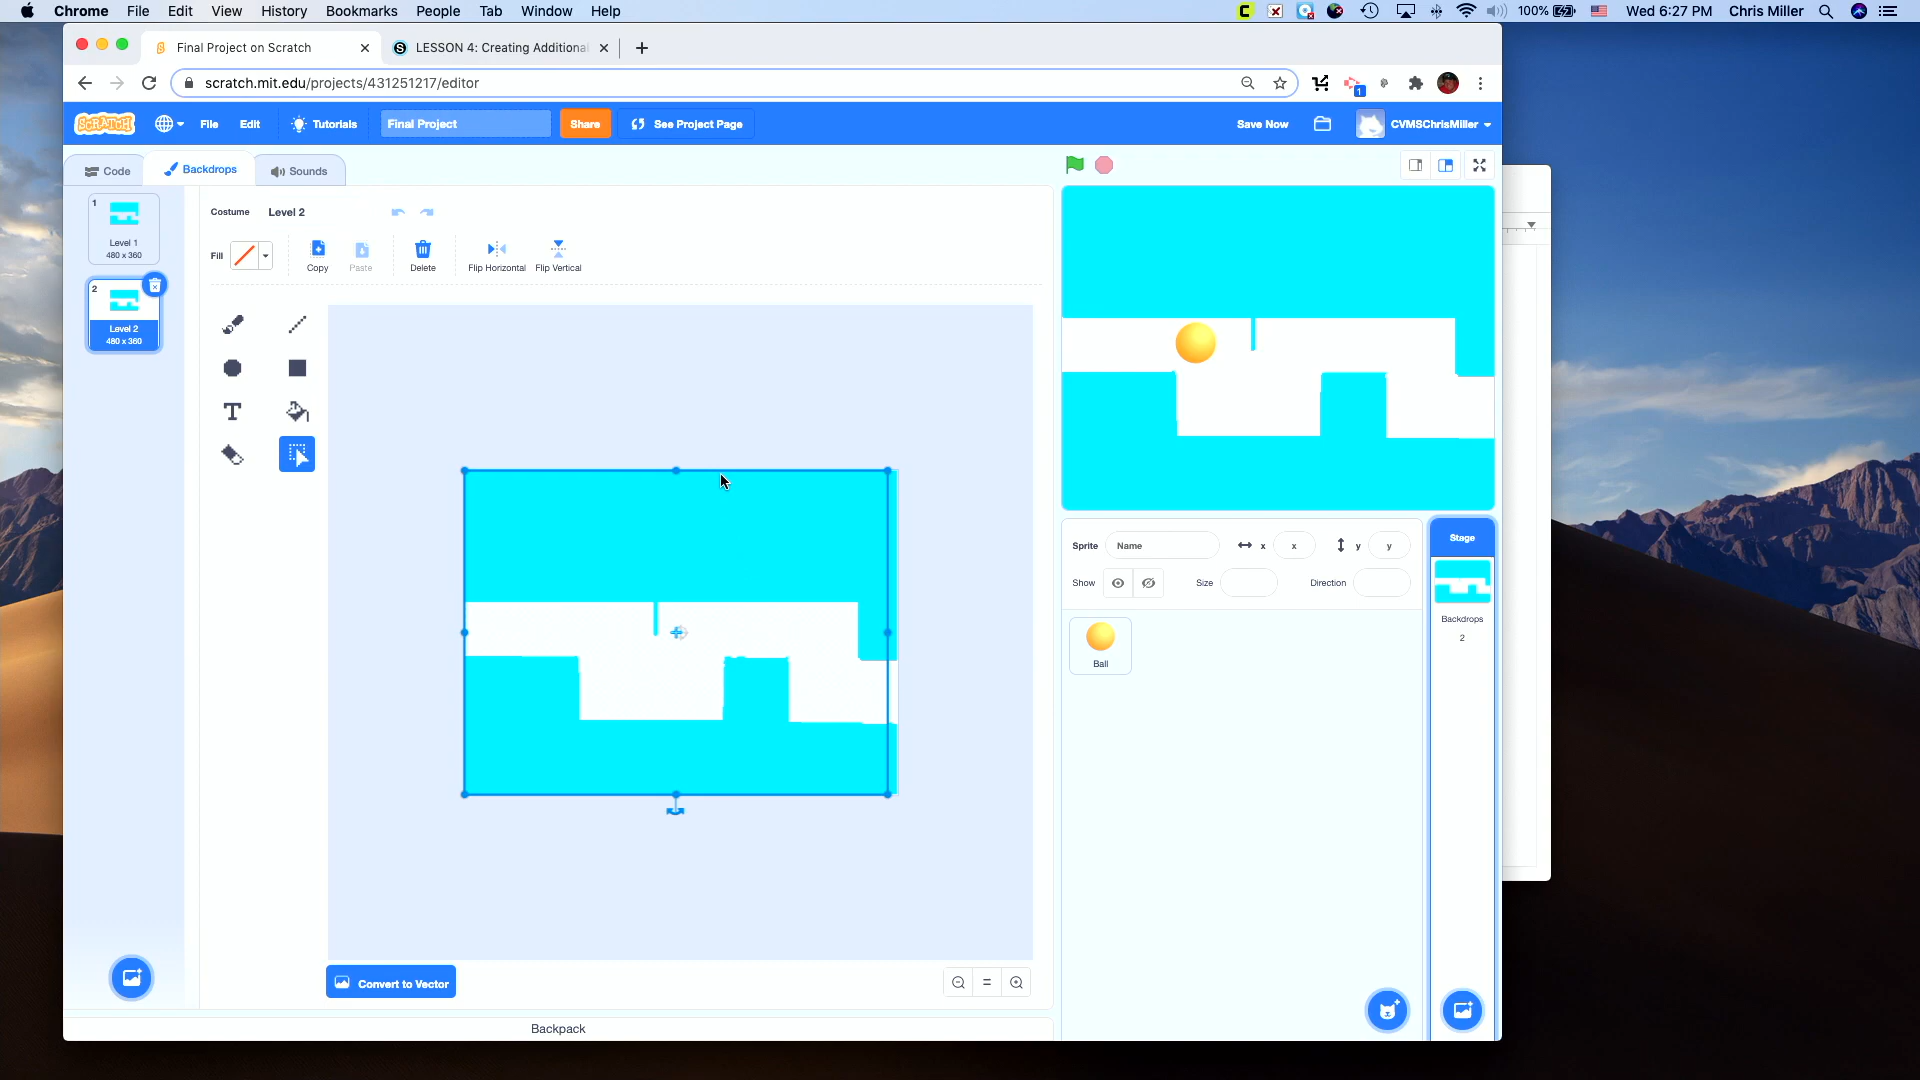 Chrome File Edit View History Bookmarks People Tab Window Help 100% Wed 6:27 PM Chris Miller
Final Project on Scratch LESSON 4: Creating Additiona
scratch.mit.edu/projects/431251217/editor
1
SCRATCH File Edit Tutorials Final Project Share See Project Page Save Now CVMSChrisMiller
Code Backdrops Sounds
1
Level 1
480 x 360
2
Level 2
480 x 360
Costume Level 2
Fill Copy Paste Delete Flip Horizontal Flip Vertical
T
Convert to Vector
Backpack
Sprite Name x x y y
Show Size Direction
Ball
Stage
Backdrops
2